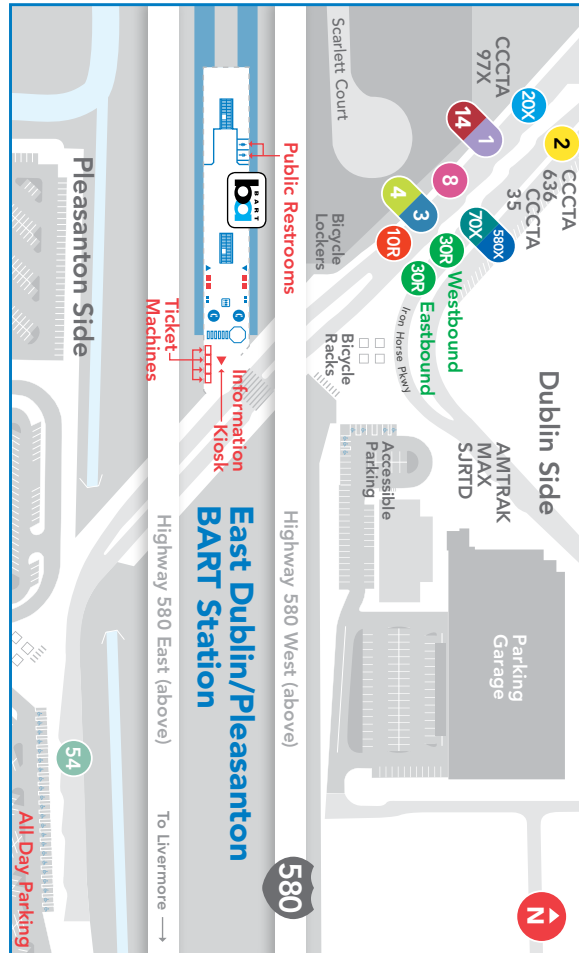 CCCTA
97X
20X
2
CCCTA
636
CCCTA
35
14
1
8
70X
580X
4
3
10R
30R
Westbound
30R
Eastbound
Iron Horse Pkwy
Dublin Side
AMTRAK
MAX
SJRTD
Scarlett Court
Bicycle
Lockers
Bicycle
Racks
Accessible
Parking
Parking
Garage
N
Public Restrooms
BART
ba
Information
Kiosk
Ticket
Machines
Highway 580 West (above)
580
East Dublin/Pleasanton
BART Station
Highway 580 East (above)
To Livermore
Pleasanton Side
54
All Day Parking